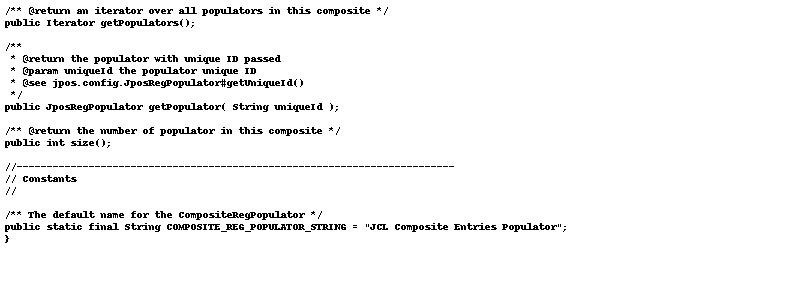 /** @return an iterator over all populators in this composite */
public Iterator getPopulators();
/**
* @return the populator with unique ID passed
* @param uniqueId the populator unique ID
* @see jpos.config.JposRegPopulator#getUniqueId()
*/
public JposRegPopulator getPopulator( String uniqueId );
/** @return the number of populator in this composite */
public int size();
//-------------------------------------------------------------------------
// Constants
//
/** The default name for the CompositeRegPopulator */
public static final String COMPOSITE_REG_POPULATOR_STRING = "JCL Composite Entries Populator";
}